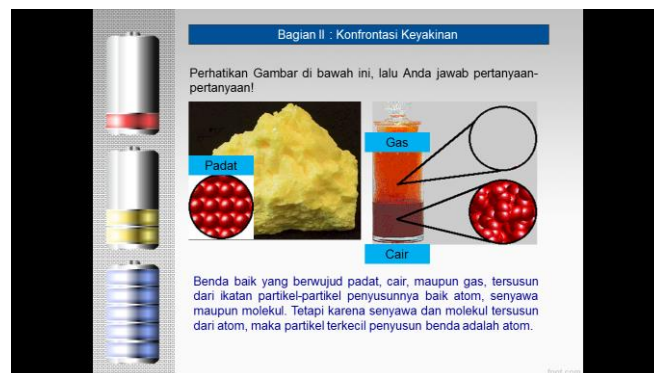 Bagian II : Konfrontasi Keyakinan
Perhatikan Gambar di bawah ini, lalu Anda jawab pertanyaan-
pertanyaan!
Padat
Gas
Cair
Benda baik yang berwujud padat, cair, maupun gas, tersusun
dari ikatan partikel-partikel penyusunnya baik atom, senyawa
maupun molekul. Tetapi karena senyawa dan molekul tersusun
dari atom, maka partikel terkecil penyusun benda adalah atom.